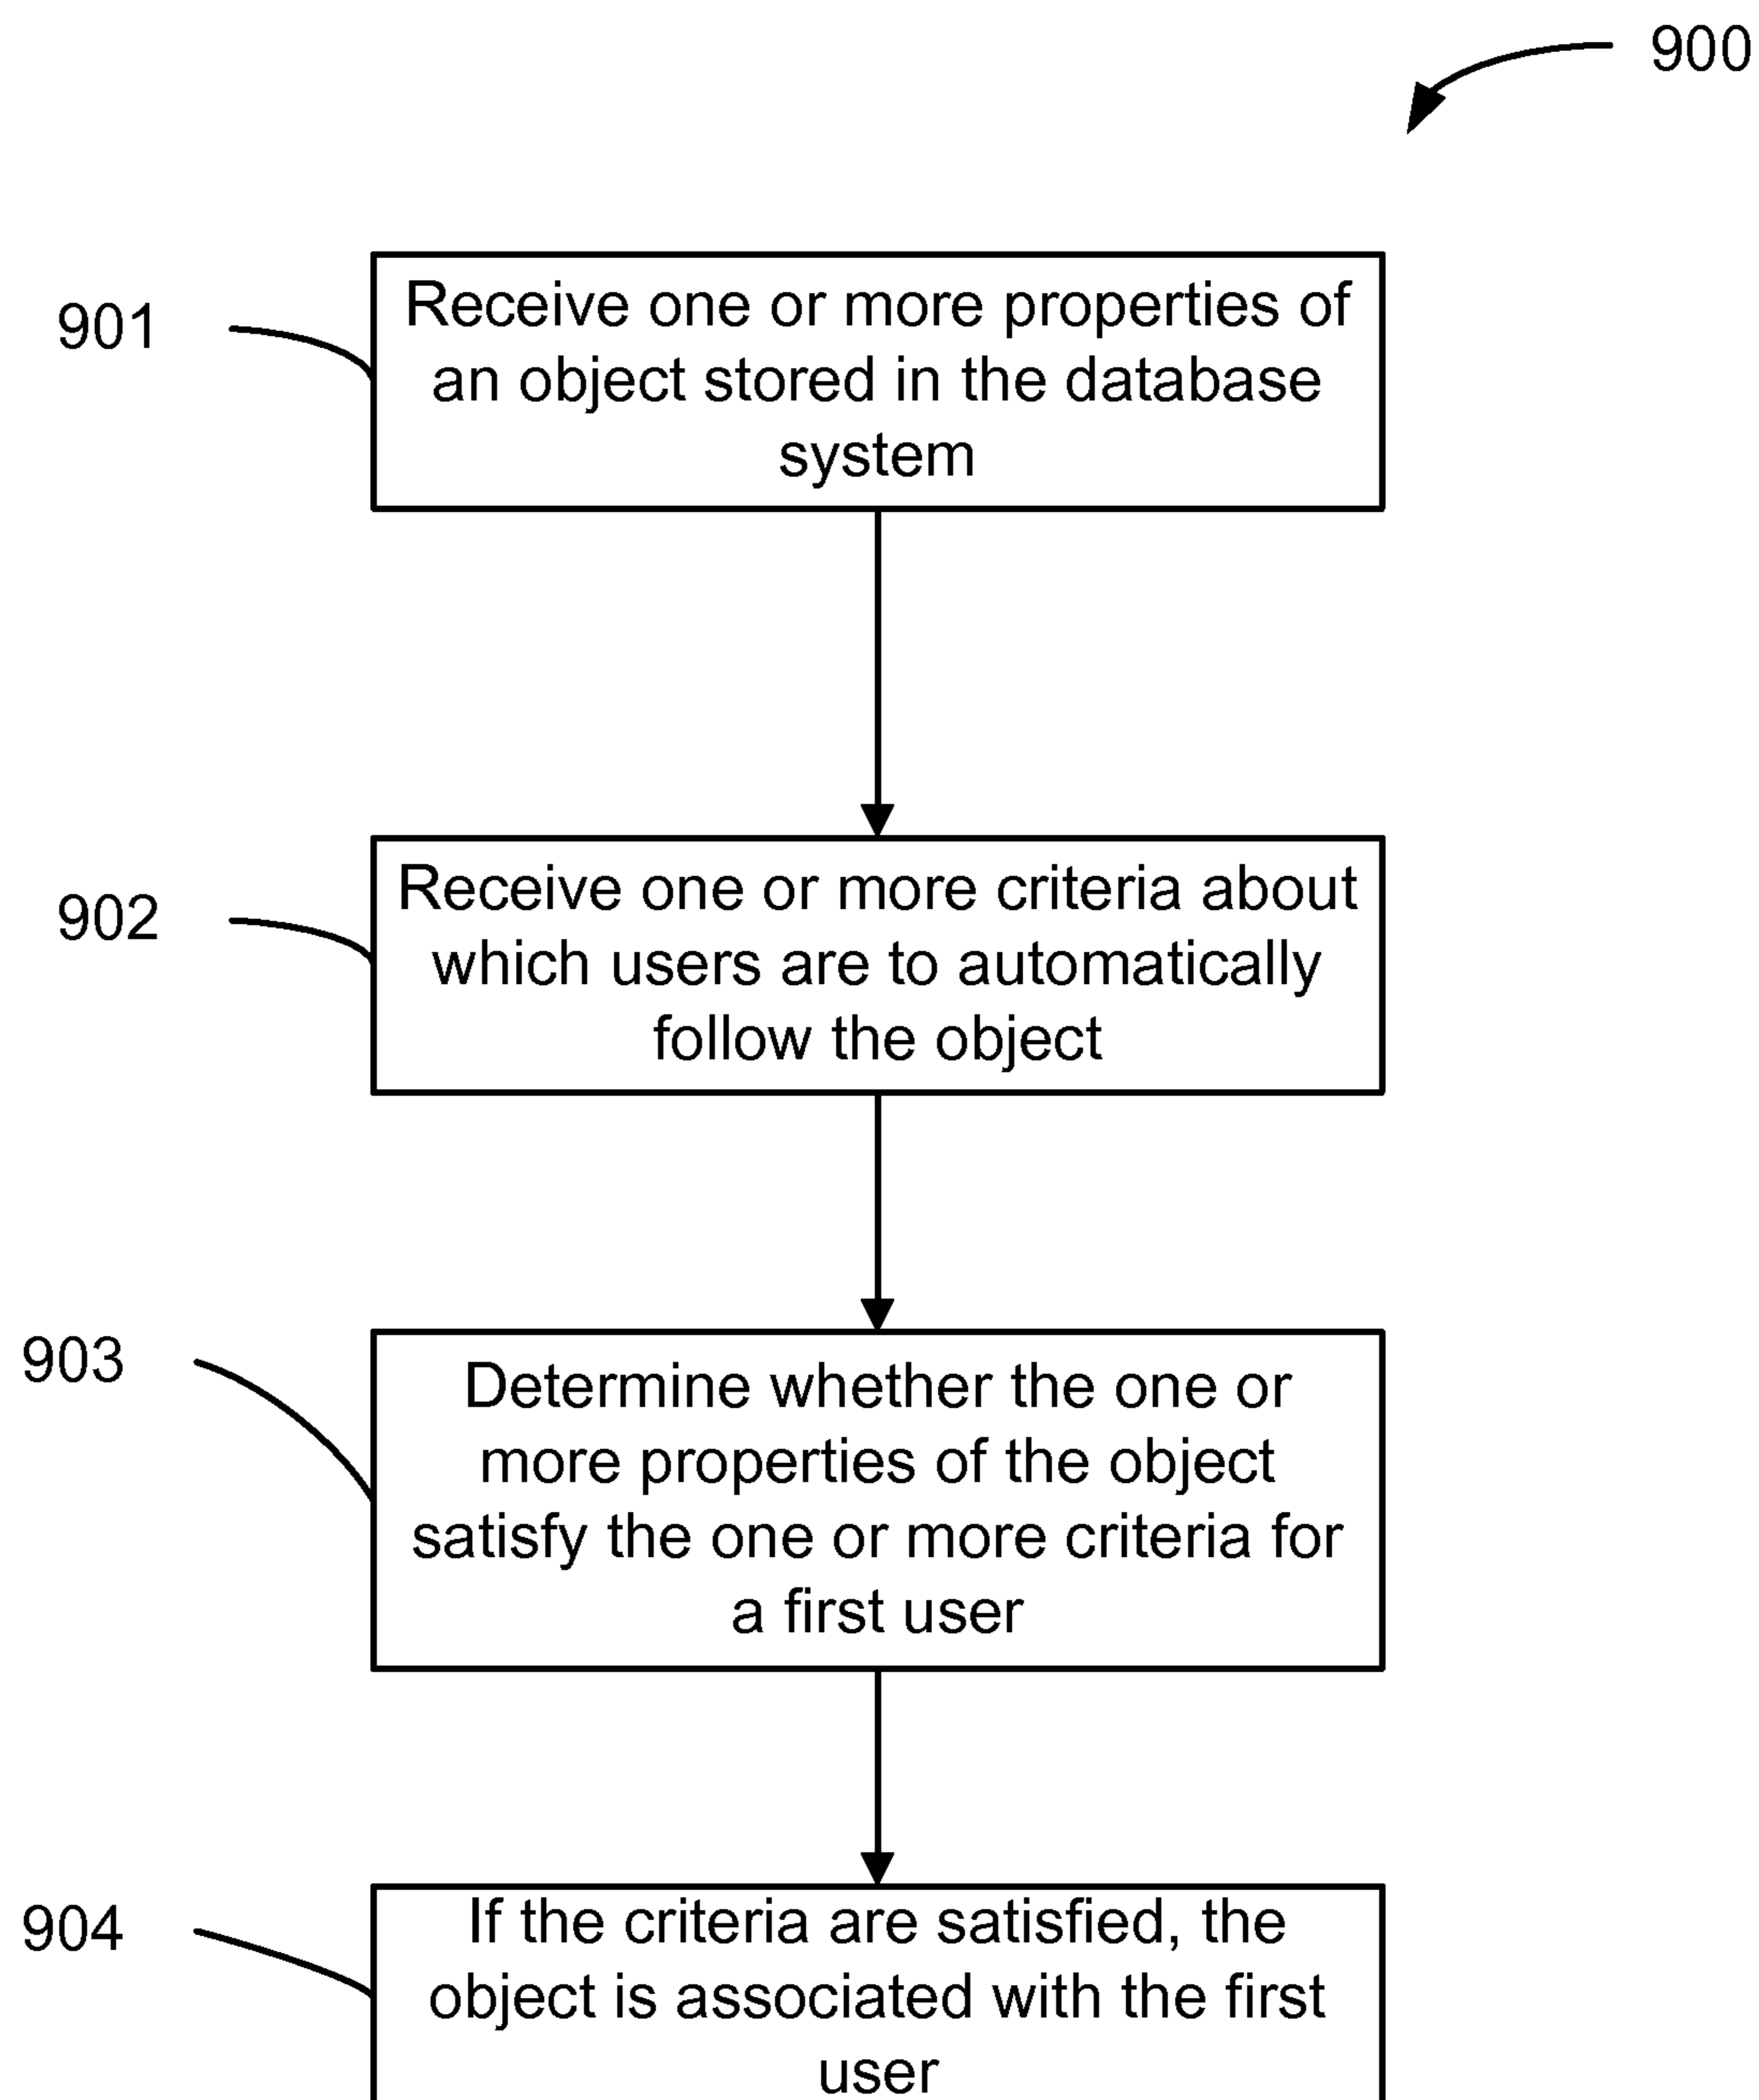 900
901
Receive one or more properties of
an object stored in the database
system
902
Receive one or more criteria about
which users are to automatically
follow the object
903
Determine whether the one or
more properties of the object
satisfy the one or more criteria for
a first user
904
If the criteria are satisfied, the
object is associated with the first
user